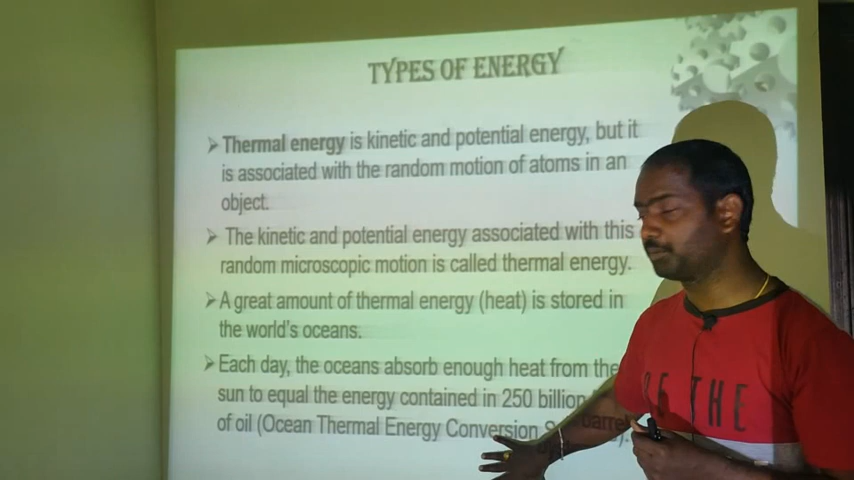 TYPES OF ENERGY
➢ Thermal energy is kinetic and potential energy, but it
is associated with the random motion of atoms in an
object.
➢ The kinetic and potential energy associated with this
random microscopic motion is called thermal energy.
➢ A great amount of thermal energy (heat) is stored in
the world's oceans.
➢ Each day, the oceans absorb enough heat from the
sun to equal the energy contained in 250 billion
of oil (Ocean Thermal Energy Conversion
THE